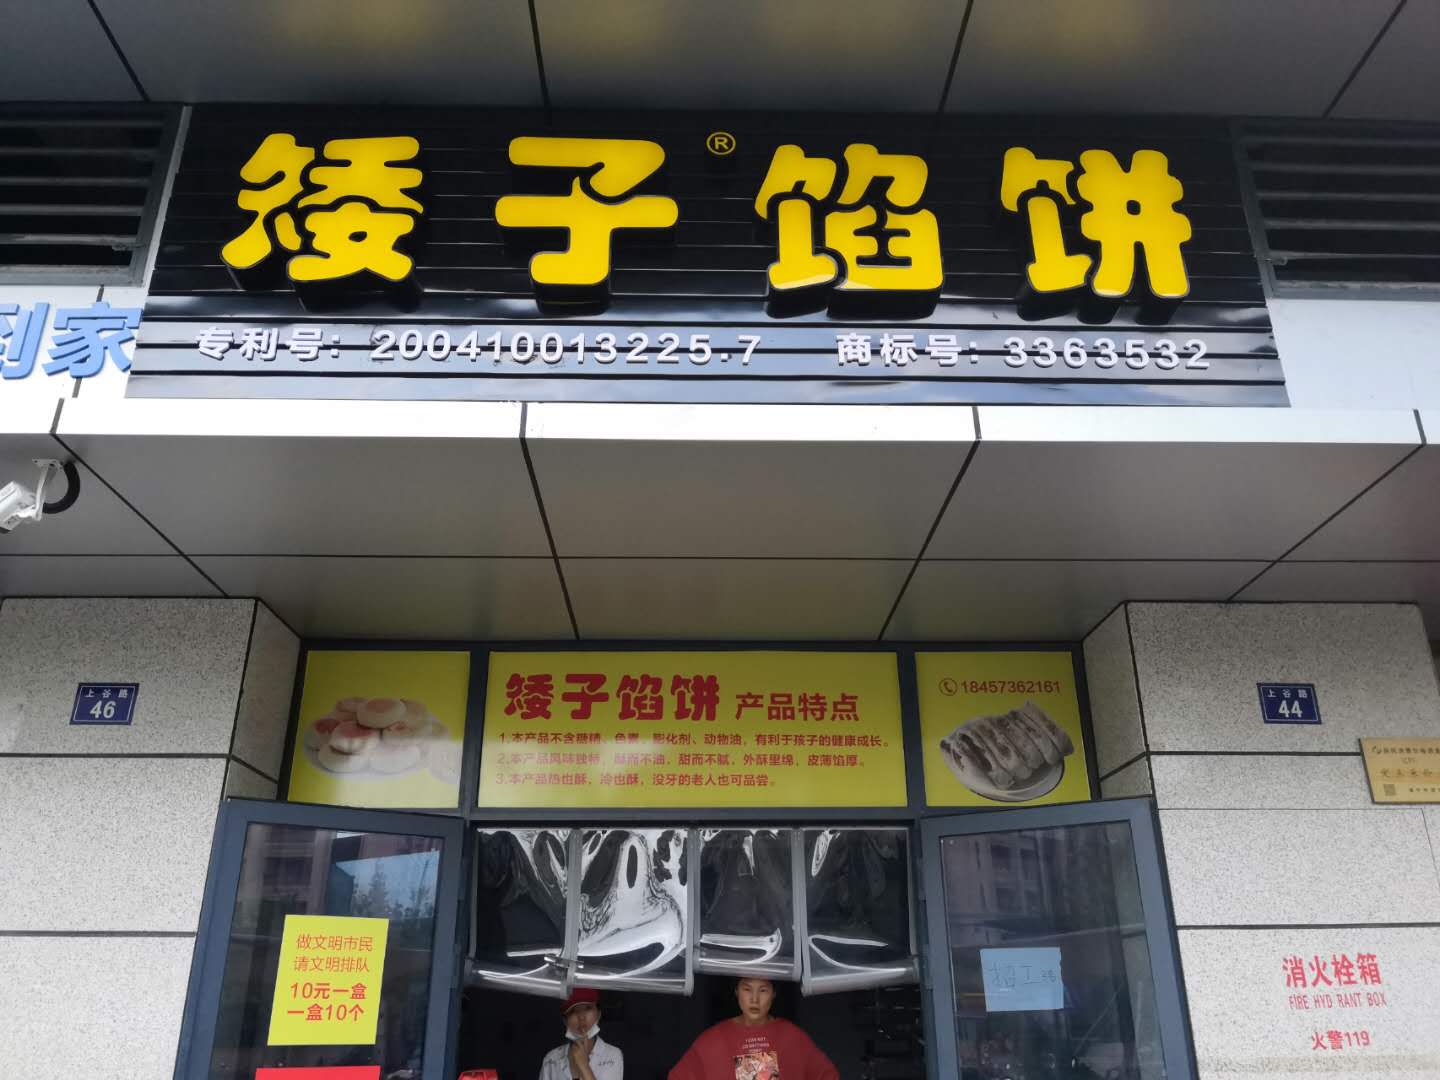 矮子®馅饼
专利号：200410013225.7 商标号：3363532
到家
上谷路
46
矮子馅饼 产品特点
1.本产品不含糖精、色素、膨化剂、动物油，有利于孩子的健康成长。
2.本产品风味独特，酥而不油，甜而不腻，外酥里绵，皮薄馅厚。
3.本产品热也酥，冷也酥，没牙的老人也可品尝。
18457362161
上谷路
44
做文明市民
请文明排队
10元一盒
一盒10个
招工
消火栓箱
FIRE HYD RANT BOX
火警119